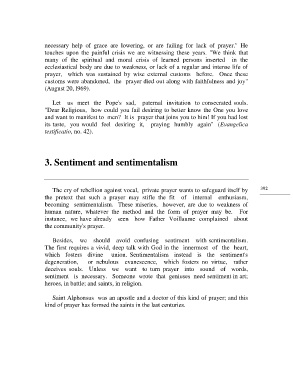 necessary help of grace are lowering, or are failing for lack of prayer." He
touches upon the painful crisis we are witnessing these years. "We think that
many of the spiritual and moral crisis of learned persons inserted in the
ecclesiastical body are due to weakness, or lack of a regular and intense life of
prayer, which was sustained by wise external customs before. Once these
customs were abandoned, the prayer died out along with faithfulness and joy"
(August 20, 1969).
Let us meet the Pope's sad, paternal invitation to consecrated souls.
"Dear Religious, how could you fail desiring to better know the One you love
and want to manifest to men? It is prayer that joins you to him! If you had lost
its taste, you would feel desiring it, praying humbly again" (Evangelica
testificatio, no. 42).
3. Sentiment and sentimentalism
392
The cry of rebellion against vocal, private prayer wants to safeguard itself by
the pretext that such a prayer may stifle the fit of internal enthusiasm,
becoming sentimentalism. These miseries, however, are due to weakness of
human nature, whatever the method and the form of prayer may be. For
instance, we have already seen how Father Voillaume complained about
the community's prayer.
Besides, we should avoid confusing sentiment with sentimentalism.
The first requires a vivid, deep talk with God in the innermost of the heart,
which fosters divine union. Sentimentalism instead is the sentiment's
degeneration, or nebulous evanescence, which fosters no virtue, rather
deceives souls. Unless we want to turn prayer into sound of words,
sentiment is necessary. Someone wrote that geniuses need sentiment in art;
heroes, in battle; and saints, in religion.
Saint Alphonsus was an apostle and a doctor of this kind of prayer; and this
kind of prayer has formed the saints in the last centuries.